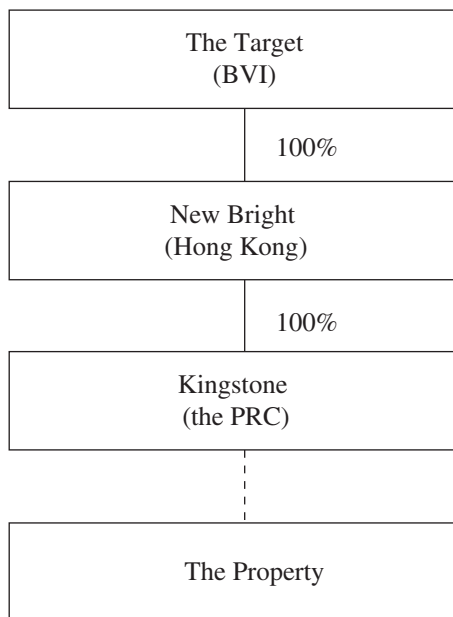 The Target
(BVI)
100%
New Bright
(Hong Kong)
100%
Kingstone
(the PRC)
The Property